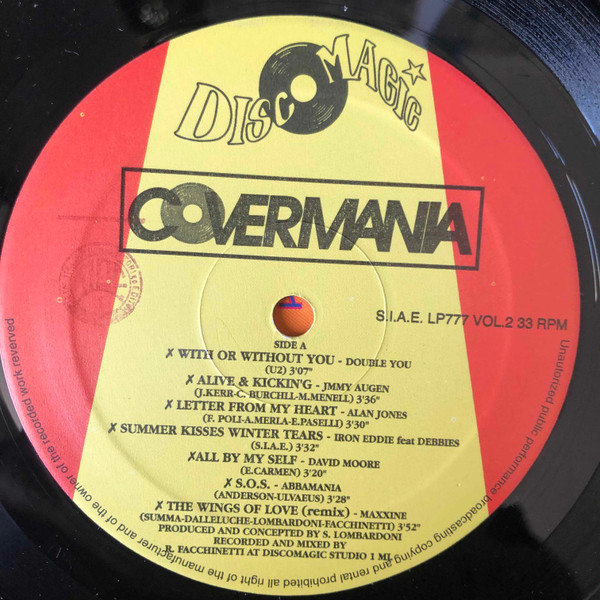 DISCO MAGIC
COVERMANIA
S.I.A.E. LP777 VOL.2 33 RPM
SIDE A
✗ WITH OR WITHOUT YOU - DOUBLE YOU
(U2) 3'07"
✗ ALIVE & KICKIN'G - JMMY AUGEN
(J.KERR-C. BURCHLL-M.MENELL) 3'36"
✗ LETTER FROM MY HEART - ALAN JONES
(F. POLI-A.MERLA-E.PASELLI) 3'30"
✗ SUMMER KISSES WINTER TEARS - IRON EDDIE feat DEBBIES
(S.I.A.E.) 3'32"
✗ ALL BY MY SELF - DAVID MOORE
(E.CARMEN) 3'20"
✗ S.O.S. - ABBAMANIA
(ANDERSON-ULVAEUS) 3'28"
✗ THE WINGS OF LOVE (remix) - MAXXINE
(SUMMA-DALLELUCHE-LOMBARDONI-FACCHINETTI) 3'52"
PRODUCED AND CONCEPTED BY S. LOMBARDONI
RECORDED AND MIXED BY
R. FACCHINETTI AT DISCOMAGIC STUDIO 1 MI.
Unauthorized public performance broadcasting copying and rental prohibited all right of the manufacturer and of the owner of the recorded work reverved